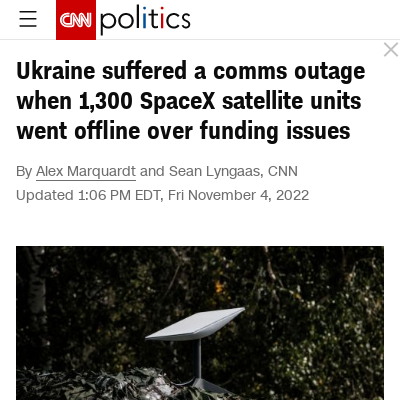 CNN politics
Ukraine suffered a comms outage
when 1,300 SpaceX satellite units
went offline over funding issues
By Alex Marquardt and Sean Lyngaas, CNN
Updated 1:06 PM EDT, Fri November 4, 2022